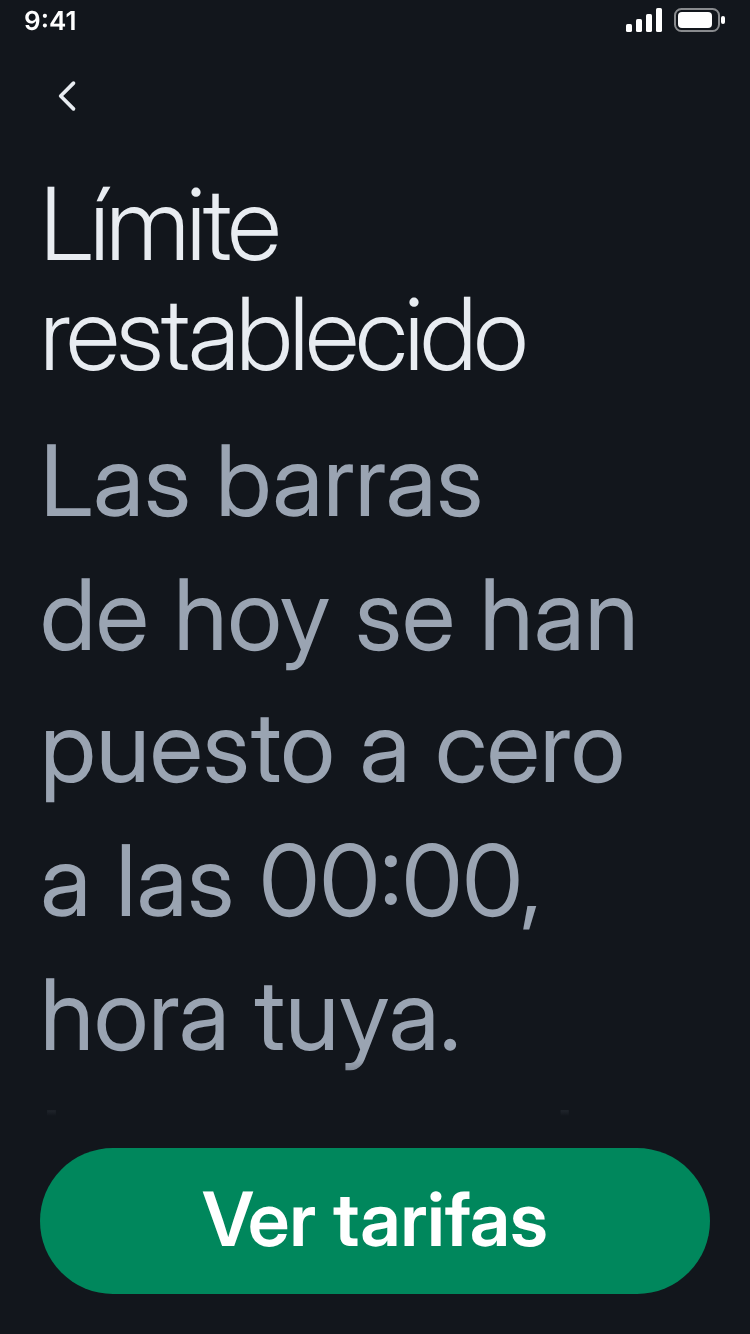 9:41
Límite
restablecido
Las barras
de hoy se han
puesto a cero
a las 00:00,
hora tuya.
Ver tarifas